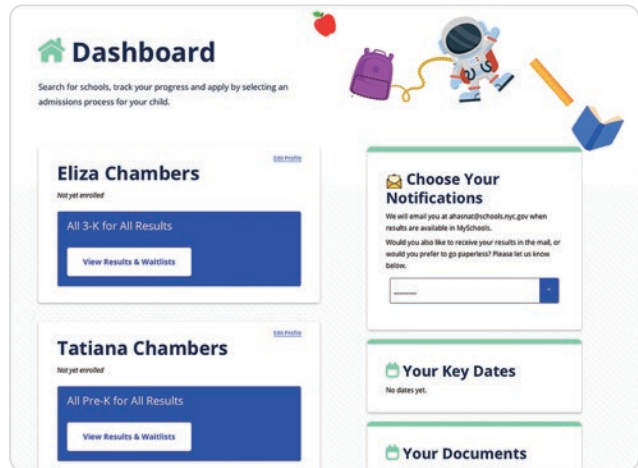 Dashboard
Search for schools, track your progress and apply by selecting an
admissions process for your child.
Edit Profile
Eliza Chambers
Not yet enrolled
All 3-K for All Results
View Results & Waitlists
Edit Profile
Tatiana Chambers
Not yet enrolled
All Pre-K for All Results
View Results & Waitlists
Choose Your
Notifications
We will email you at ahasnat@schools.nyc.gov when
results are available in MySchools.
Would you also like to receive your results in the mail, or
would you prefer to go paperless? Please let us know
below.
Your Key Dates
No dates yet.
Your Documents